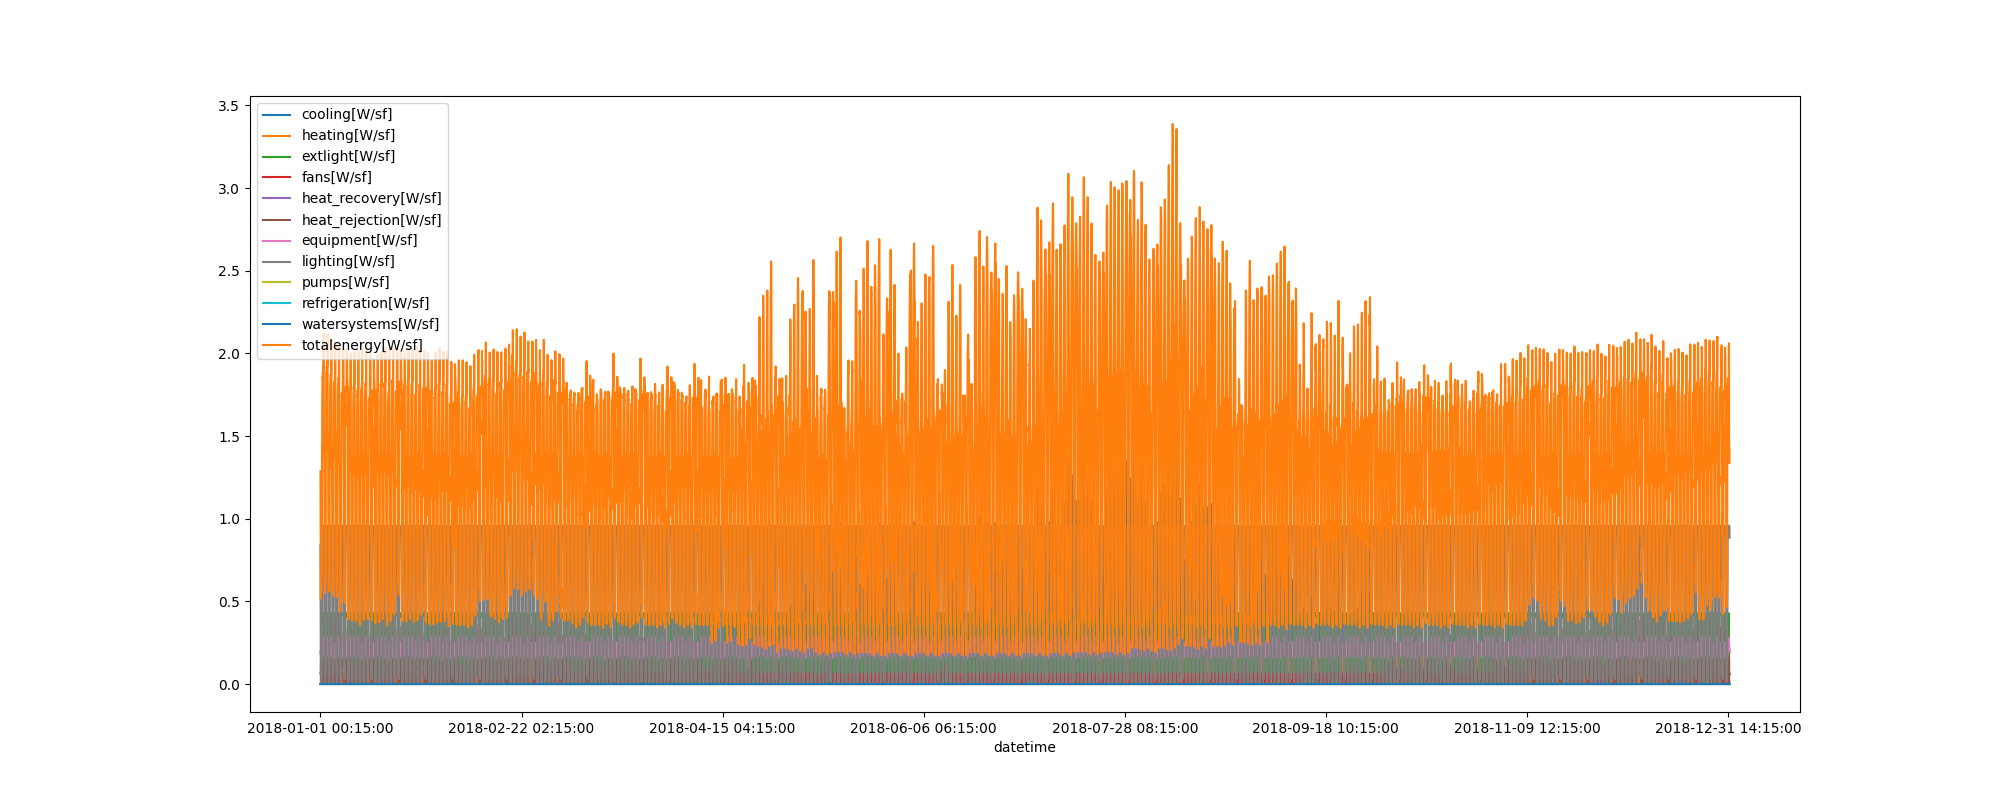 3.5
3.0
2.5
2.0
1.5
1.0
0.5
0.0
cooling[W/sf]
heating[W/sf]
extlight[W/sf]
fans[W/sf]
heat_recovery[W/sf]
heat_rejection[W/sf]
equipment[W/sf]
lighting[W/sf]
pumps[W/sf]
refrigeration[W/sf]
watersystems[W/sf]
totalenergy[W/sf]
2018-01-01 00:15:00 2018-02-22 02:15:00 2018-04-15 04:15:00 2018-06-06 06:15:00 2018-07-28 08:15:00 2018-09-18 10:15:00 2018-11-09 12:15:00 2018-12-31 14:15:00
datetime